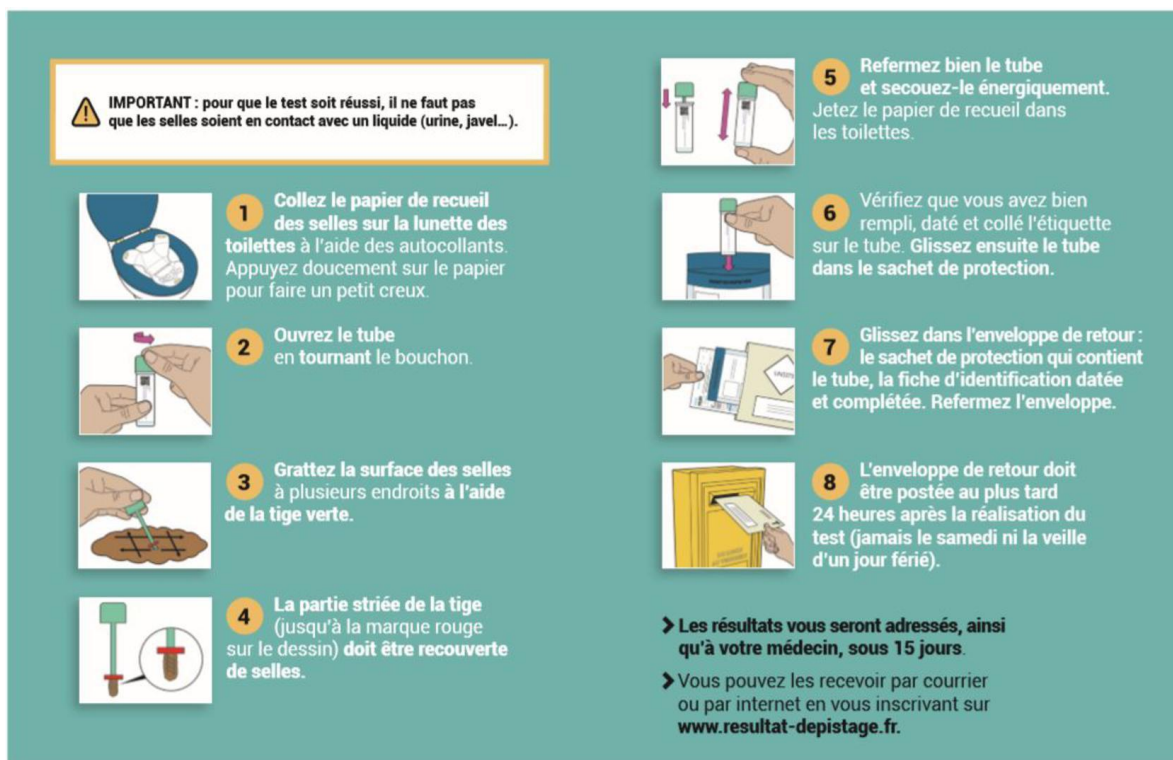 IMPORTANT : pour que le test soit réussi, il ne faut pas
que les selles soient en contact avec un liquide (urine, javel…).
1 Collez le papier de recueil
des selles sur la lunette des
toilettes à l'aide des autocollants.
Appuyez doucement sur le papier
pour faire un petit creux.
2 Ouvrez le tube
en tournant le bouchon.
3 Grattez la surface des selles
à plusieurs endroits à l'aide
de la tige verte.
4 La partie striée de la tige
(jusqu'à la marque rouge
sur le dessin) doit être recouverte
de selles.
5 Refermez bien le tube
et secouez-le énergiquement.
Jetez le papier de recueil dans
les toilettes.
6 Vérifiez que vous avez bien
rempli, daté et collé l'étiquette
sur le tube. Glissez ensuite le tube
dans le sachet de protection.
7 Glissez dans l'enveloppe de retour :
le sachet de protection qui contient
le tube, la fiche d'identification datée
et complétée. Refermez l'enveloppe.
8 L'enveloppe de retour doit
être postée au plus tard
24 heures après la réalisation du
test (jamais le samedi ni la veille
d'un jour férié).
Les résultats vous seront adressés, ainsi
qu'à votre médecin, sous 15 jours.
Vous pouvez les recevoir par courrier
ou par internet en vous inscrivant sur
www.resultat-depistage.fr.